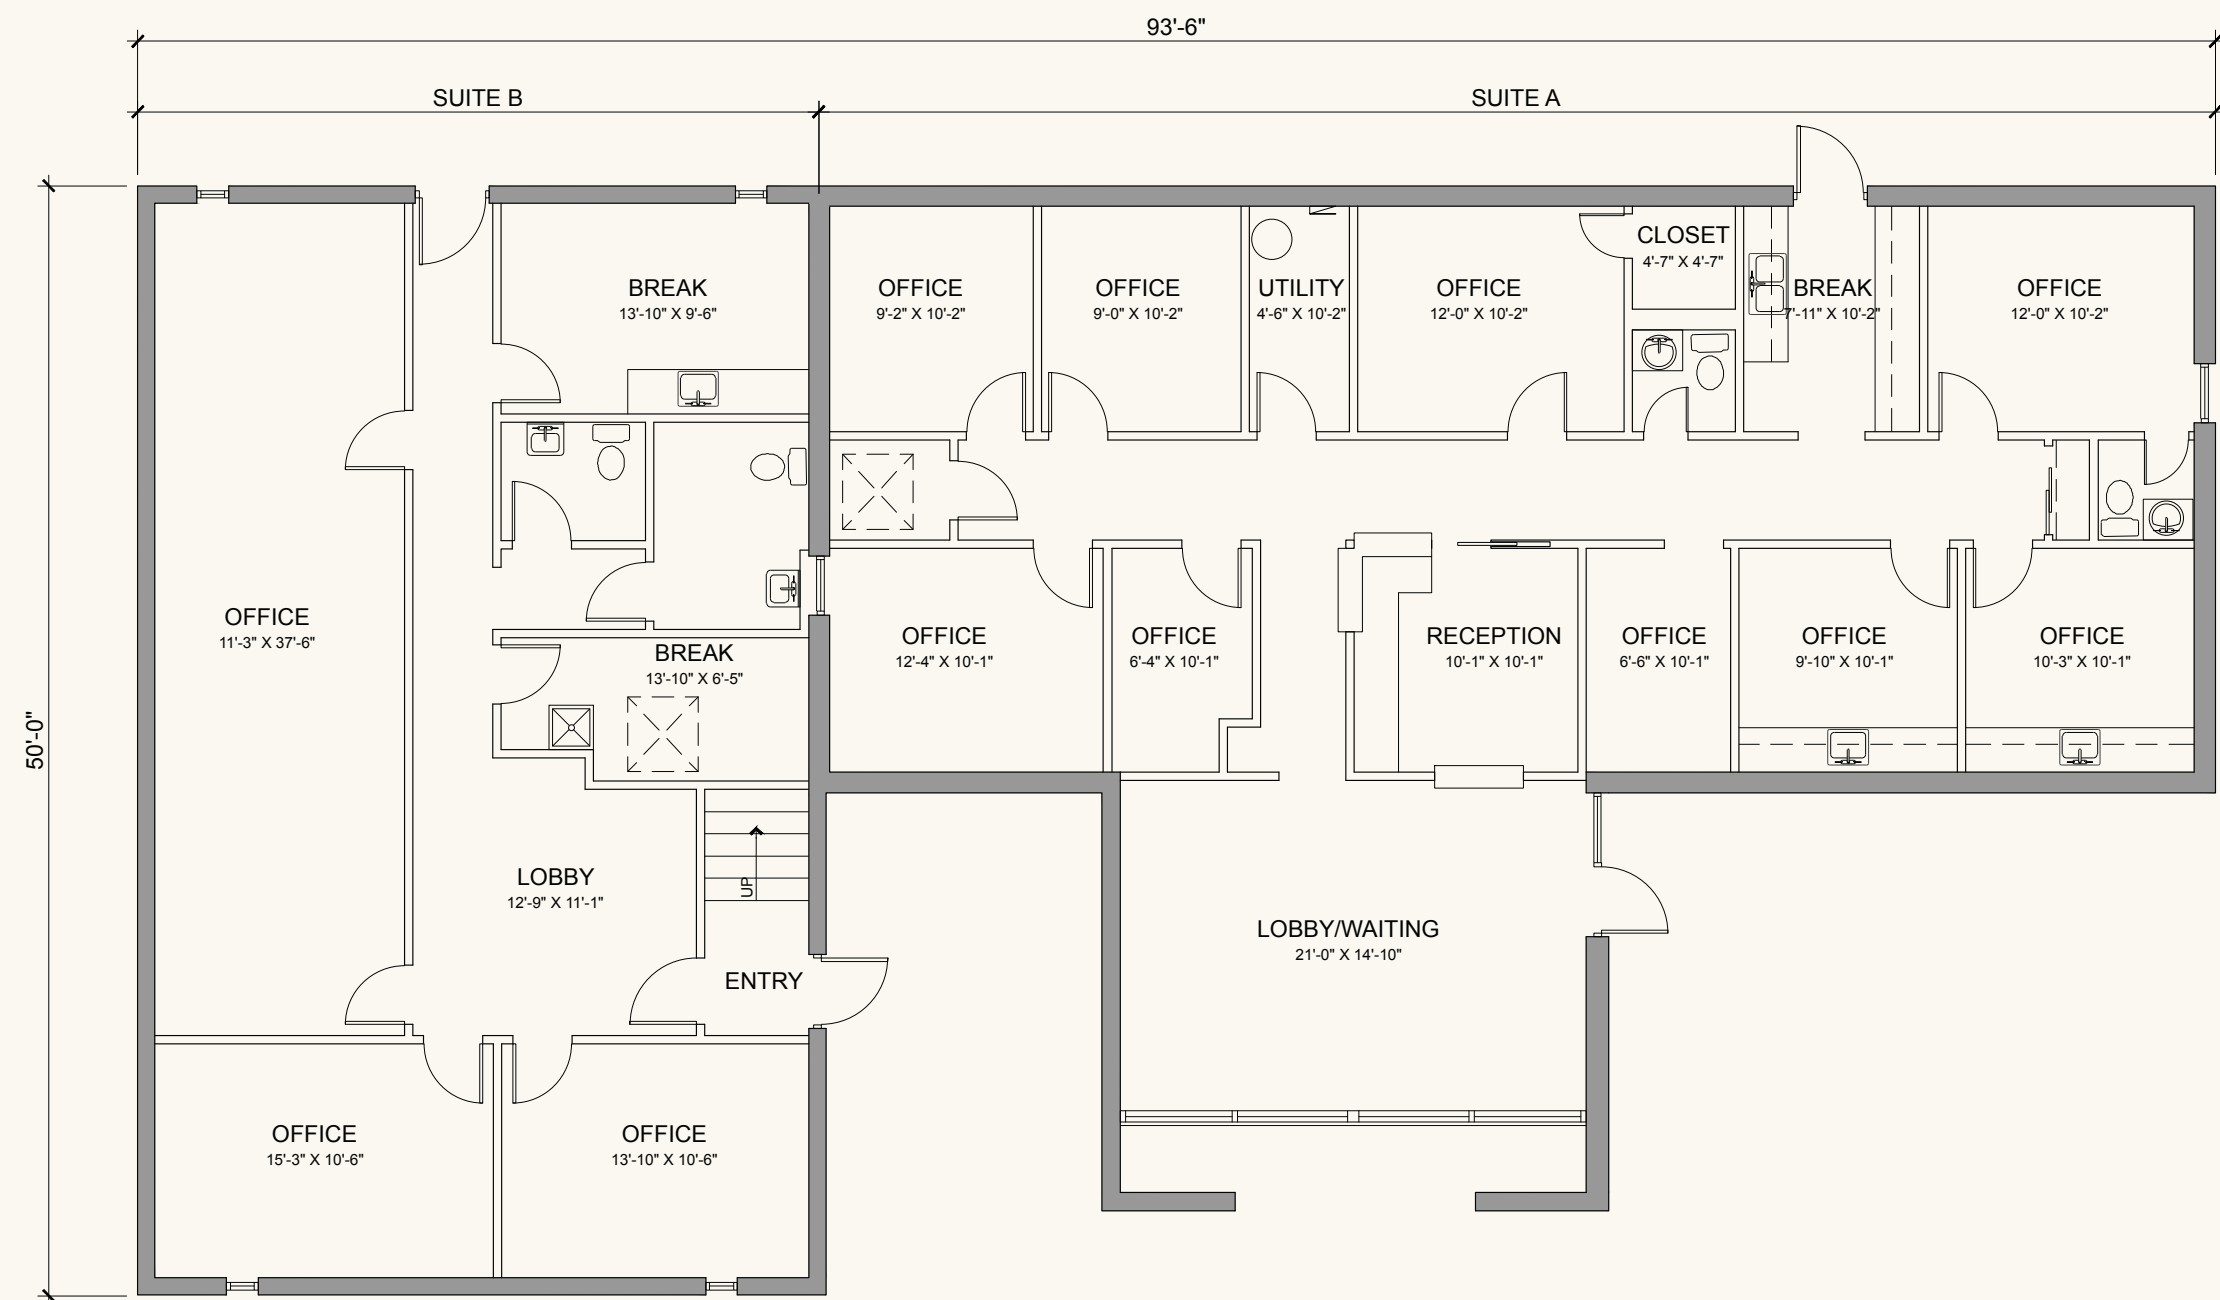 93'-6"
SUITE B
SUITE A
50'-0"
BREAK
13'-10" X 9'-6"
OFFICE
9'-2" X 10'-2"
OFFICE
9'-0" X 10'-2"
UTILITY
4'-6" X 10'-2"
OFFICE
12'-0" X 10'-2"
CLOSET
4'-7" X 4'-7"
BREAK
7'-11" X 10'-2"
OFFICE
12'-0" X 10'-2"
OFFICE
11'-3" X 37'-6"
BREAK
13'-10" X 6'-5"
OFFICE
12'-4" X 10'-1"
OFFICE
6'-4" X 10'-1"
RECEPTION
10'-1" X 10'-1"
OFFICE
6'-6" X 10'-1"
OFFICE
9'-10" X 10'-1"
OFFICE
10'-3" X 10'-1"
LOBBY
12'-9" X 11'-1"
UP
LOBBY/WAITING
21'-0" X 14'-10"
ENTRY
OFFICE
15'-3" X 10'-6"
OFFICE
13'-10" X 10'-6"